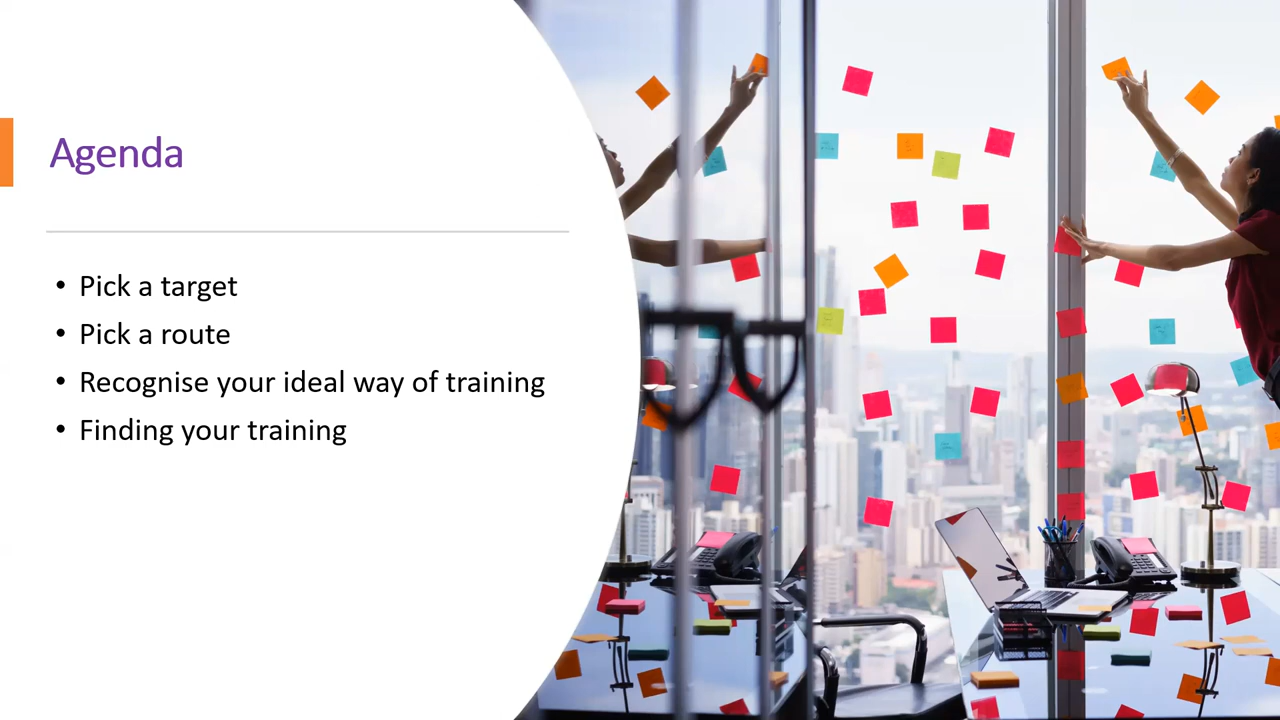 Agenda
• Pick a target
• Pick a route
• Recognise your ideal way of training
• Finding your training